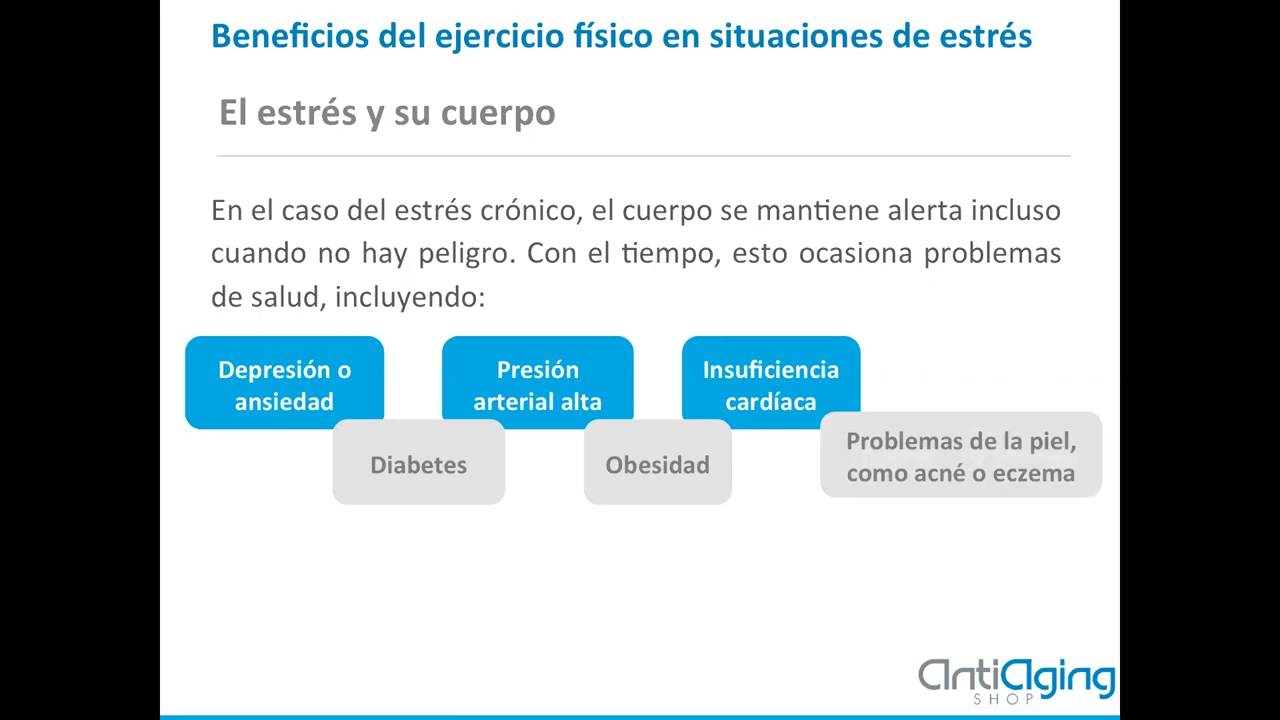 Beneficios del ejercicio físico en situaciones de estrés
El estrés y su cuerpo
En el caso del estrés crónico, el cuerpo se mantiene alerta incluso
cuando no hay peligro. Con el tiempo, esto ocasiona problemas
de salud, incluyendo:
Depresión o
ansiedad
Presión
arterial alta
Insuficiencia
cardíaca
Diabetes
Obesidad
Problemas de la piel,
como acné o eczema
antiaging
SHOP